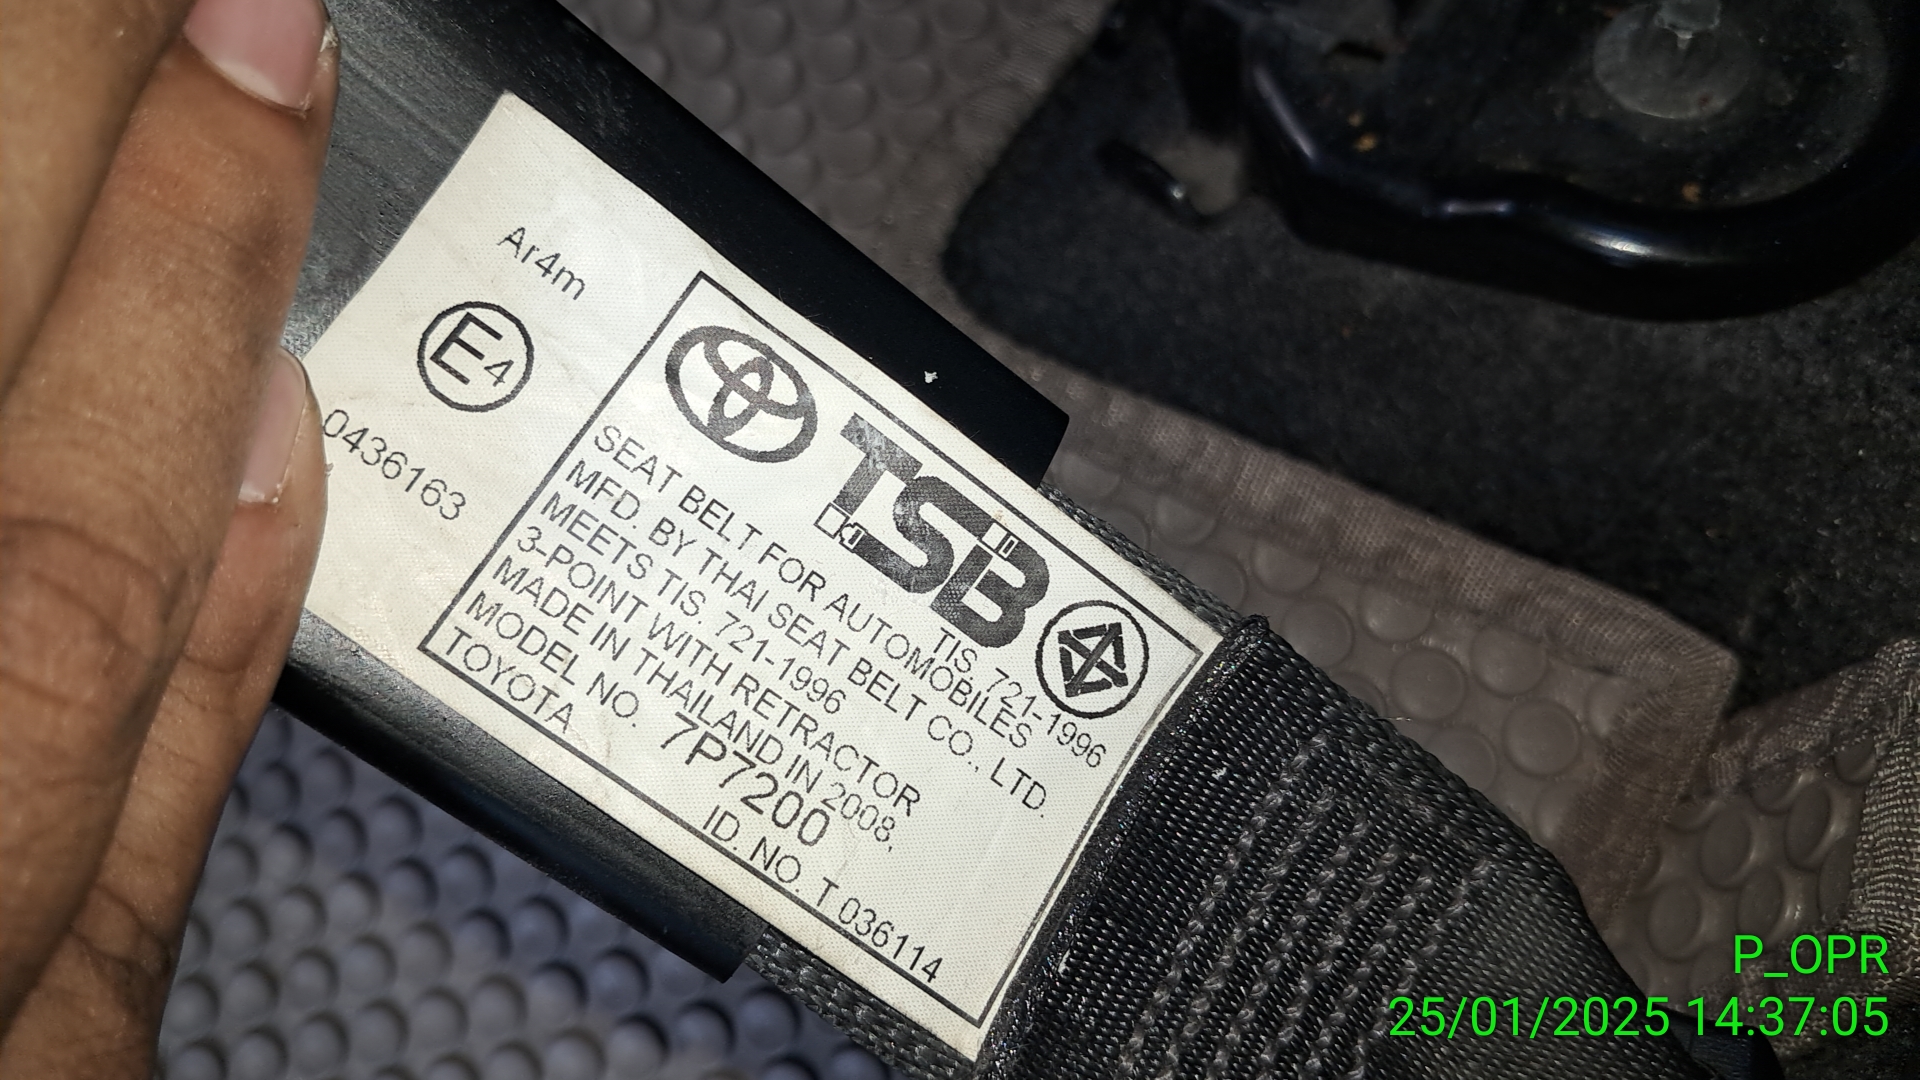 Ar4m
E4
0436163
TSB
TIS. 721-1996
SEAT BELT FOR AUTOMOBILES
MFD. BY THAI SEAT BELT CO., LTD.
MEETS TIS. 721-1996
3-POINT WITH RETRACTOR
MADE IN THAILAND IN 2008,
MODEL NO. 7P7200
TOYOTA ID. NO. T 036114
P_OPR
25/01/2025 14:37:05